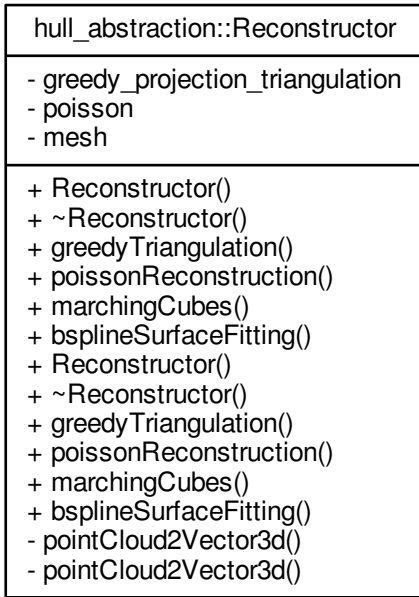 hull_abstraction::Reconstructor
- greedy_projection_triangulation
- poisson
- mesh
+ Reconstructor()
+ ~Reconstructor()
+ greedyTriangulation()
+ poissonReconstruction()
+ marchingCubes()
+ bsplineSurfaceFitting()
+ Reconstructor()
+ ~Reconstructor()
+ greedyTriangulation()
+ poissonReconstruction()
+ marchingCubes()
+ bsplineSurfaceFitting()
- pointCloud2Vector3d()
- pointCloud2Vector3d()